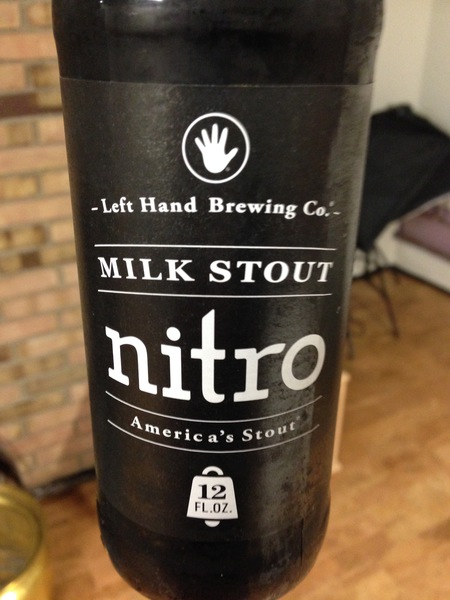 - Left Hand Brewing Co.® -
MILK STOUT
nitro
America's Stout®
12
FL.OZ.